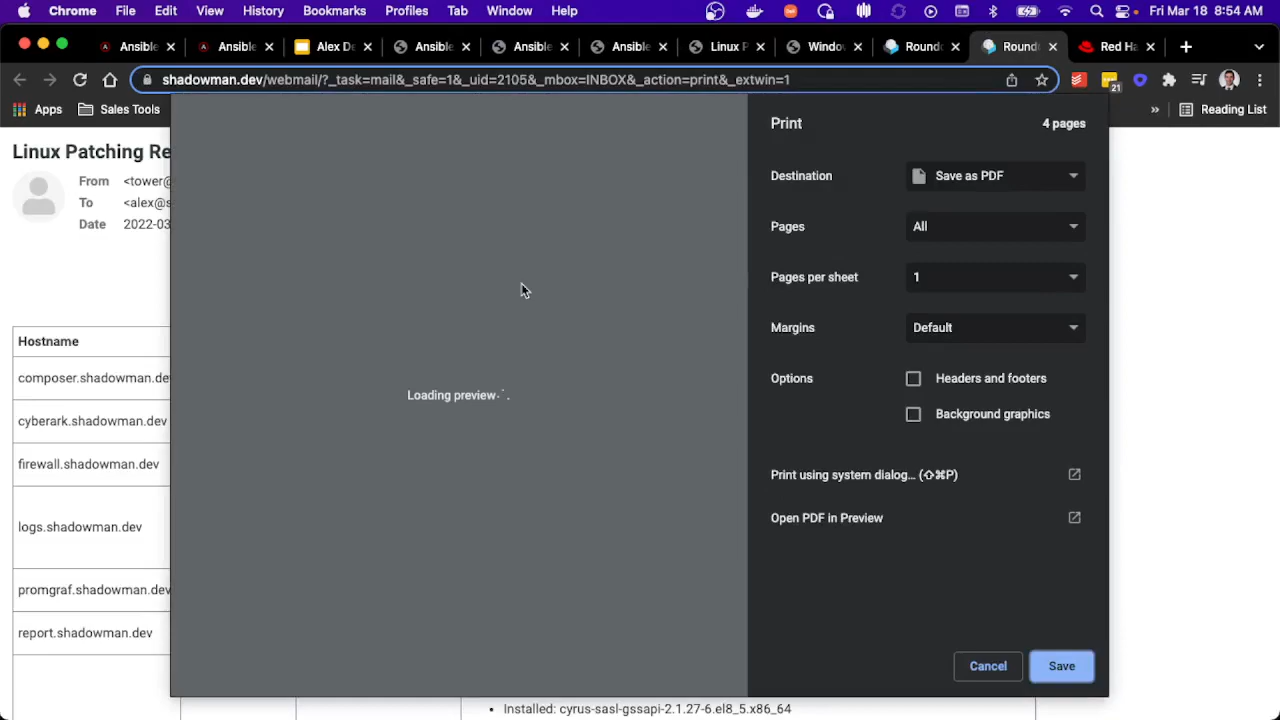 Chrome File Edit View History Bookmarks Profiles Tab Window Help Fri Mar 18 8:54 AM
Ansible Ansible Alex De Ansible Ansible Ansible Linux P Windo Roundc Round Red Ha
shadowman.dev/webmail/?_task=mail&_safe=1&_uid=2105&_mbox=INBOX&_action=print&_extwin=1
21
Apps Sales Tools » Reading List
Linux Patching Re
From <tower@
To <alex@s
Date 2022-03
Hostname
composer.shadowman.de
cyberark.shadowman.dev
firewall.shadowman.dev
logs.shadowman.dev
promgraf.shadowman.dev
report.shadowman.dev
• Installed: cyrus-sasl-gssapi-2.1.27-6.el8_5.x86_64
Loading preview
Print 4 pages
Destination Save as PDF
Pages All
Pages per sheet 1
Margins Default
Options Headers and footers
Background graphics
Print using system dialog... (⇧⌘P)
Open PDF in Preview
Cancel Save